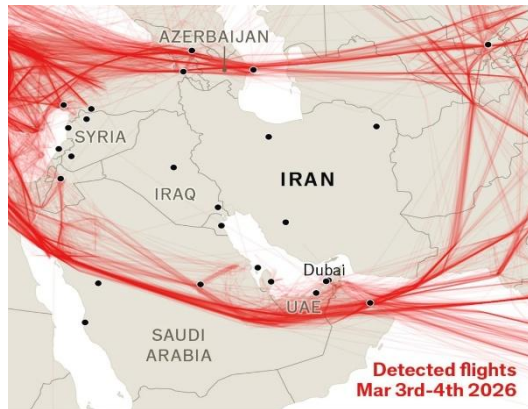 AZERBAIJAN
SYRIA
IRAQ
IRAN
Dubai
UAE
SAUDI
ARABIA
Detected flights
Mar 3rd-4th 2026